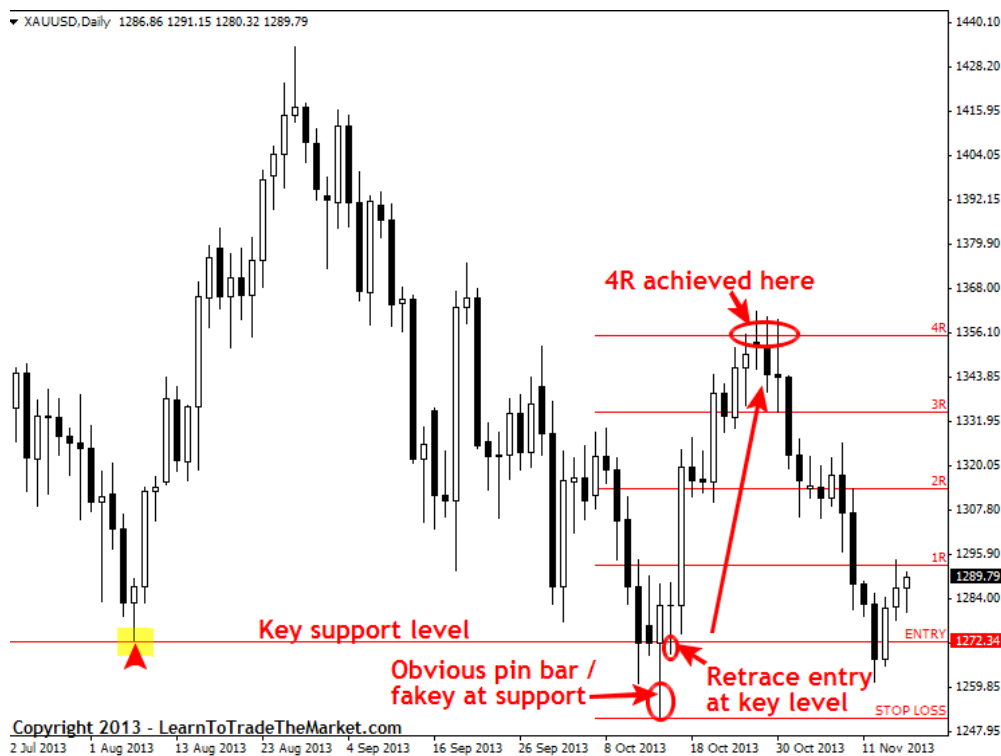 XAUUSD,Daily 1286.86 1291.15 1280.32 1289.79
1440.10
1428.20
1415.95
1404.05
1392.15
1379.90
1368.00
1356.10
1343.85
1331.95
1320.05
1307.80
1295.90
1289.79
1284.00
1272.34
1259.85
1247.95
4R achieved here
4R
3R
2R
1R
Key support level
ENTRY
Obvious pin bar /
fakey at support
Retrace entry
at key level
STOP LOSS
Copyright 2013 - LearnToTradeTheMarket.com
2 Jul 2013 1 Aug 2013 13 Aug 2013 23 Aug 2013 4 Sep 2013 16 Sep 2013 26 Sep 2013 8 Oct 2013 18 Oct 2013 30 Oct 2013 11 Nov 2013